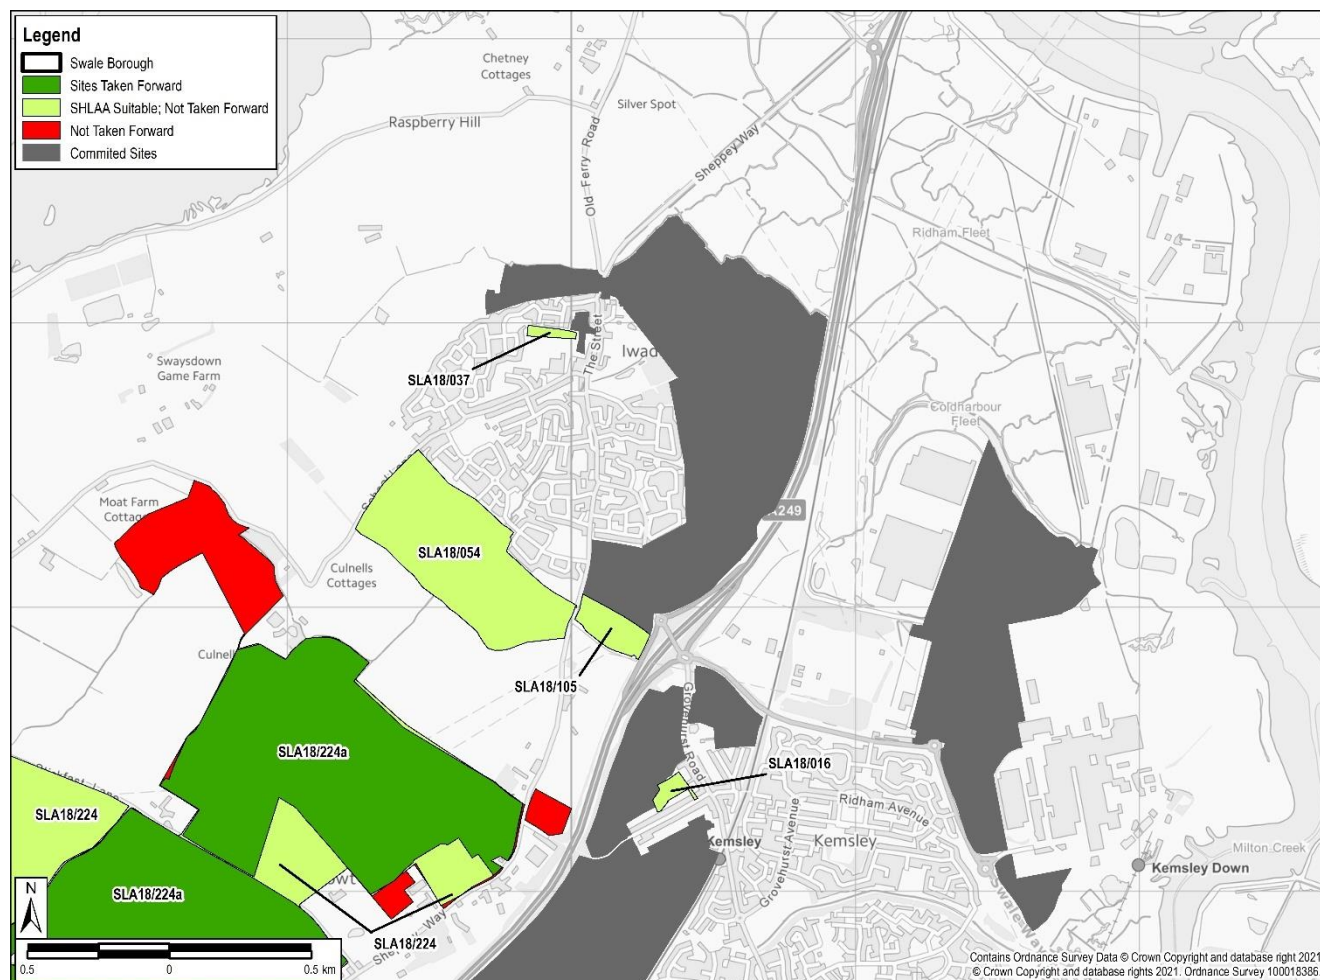 Legend
Swale Borough
Sites Taken Forward
SHLAA Suitable; Not Taken Forward
Not Taken Forward
Commited Sites
Chetney
Cottages
Silver Spot
Raspberry Hill
Old Ferry Road
Sheppey Way
Ridham Fleet
Swaysdown
Game Farm
The Street
Iwad
SLA18/037
Coldharbour
Fleet
Moat Farm
Cottag
A249
SLA18/054
Culnells
Cottages
Culnell
SLA18/105
Grovehurst Road
SLA18/224a
SLA18/016
SLA18/224
Ridham Avenue
Grovehurst Avenue
Kemsley
Kemsley
SLA18/224a
Milton Creek
Kemsley Down
Swale Way
SLA18/224
N
0.5 0 0.5 km
Contains Ordnance Survey Data © Crown Copyright and database right 2021
© Crown Copyright and database rights 2021. Ordnance Survey 100018386